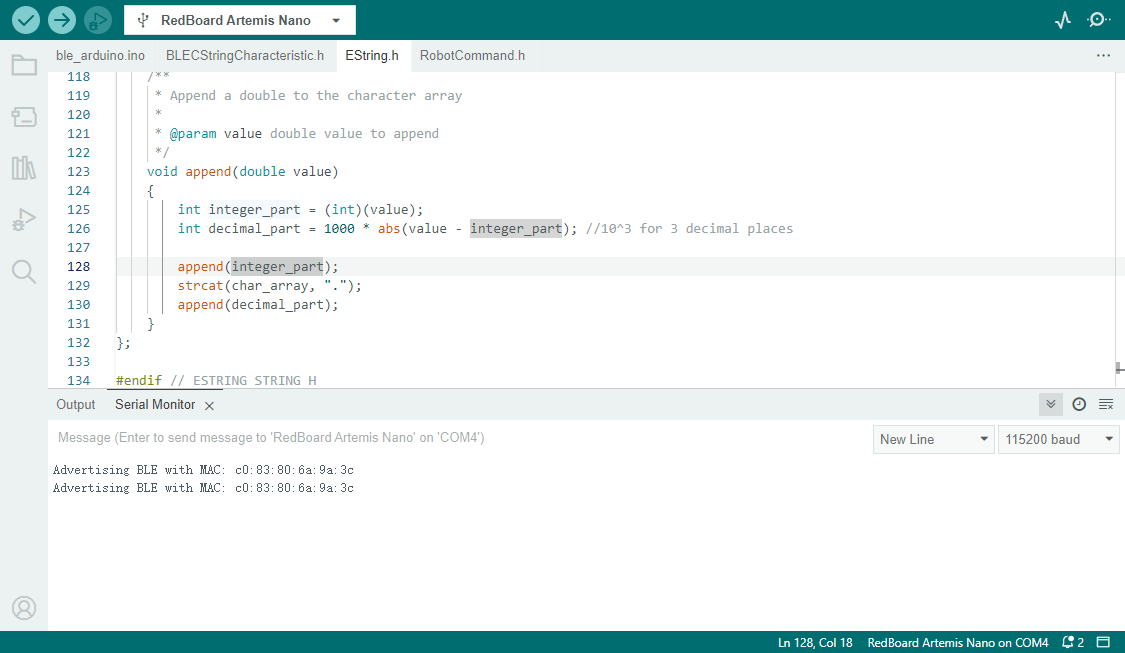 RedBoard Artemis Nano
ble_arduino.ino BLECStringCharacteristic.h EString.h RobotCommand.h
118 /**
119 * Append a double to the character array
120 *
121 * @param value double value to append
122 */
123 void append(double value)
124 {
125 int integer_part = (int)(value);
126 int decimal_part = 1000 * abs(value - integer_part); //10^3 for 3 decimal places
127
128 append(integer_part);
129 strcat(char_array, ".");
130 append(decimal_part);
131 }
132 };
133
134 #endif // ESTRING STRING H
Output Serial Monitor
Message (Enter to send message to 'RedBoard Artemis Nano' on 'COM4') New Line 115200 baud
Advertising BLE with MAC: c0:83:80:6a:9a:3c
Advertising BLE with MAC: c0:83:80:6a:9a:3c
Ln 128, Col 18 RedBoard Artemis Nano on COM4 2